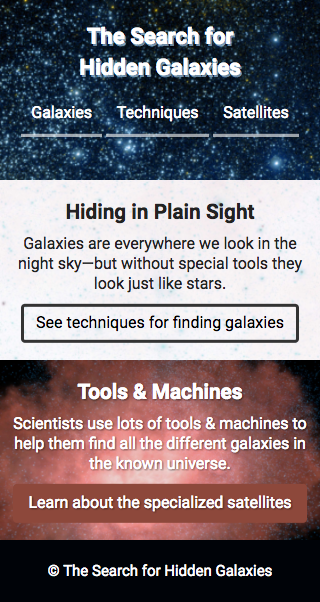 The Search for
Hidden Galaxies
Galaxies Techniques Satellites
Hiding in Plain Sight
Galaxies are everywhere we look in the
night sky—but without special tools they
look just like stars.
See techniques for finding galaxies
Tools & Machines
Scientists use lots of tools & machines to
help them find all the different galaxies in
the known universe.
Learn about the specialized satellites
© The Search for Hidden Galaxies